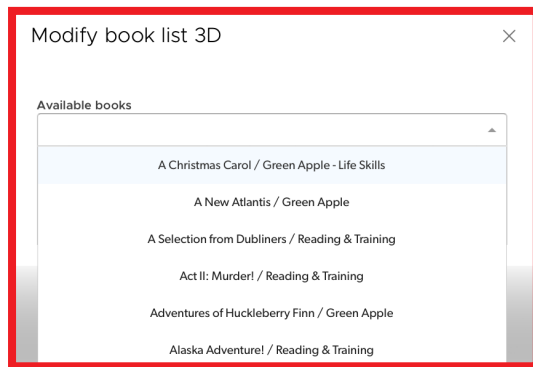 Modify book list 3D
Available books
A Christmas Carol / Green Apple - Life Skills
A New Atlantis / Green Apple
A Selection from Dubliners / Reading & Training
Act II: Murder! / Reading & Training
Adventures of Huckleberry Finn / Green Apple
Alaska Adventure! / Reading & Training